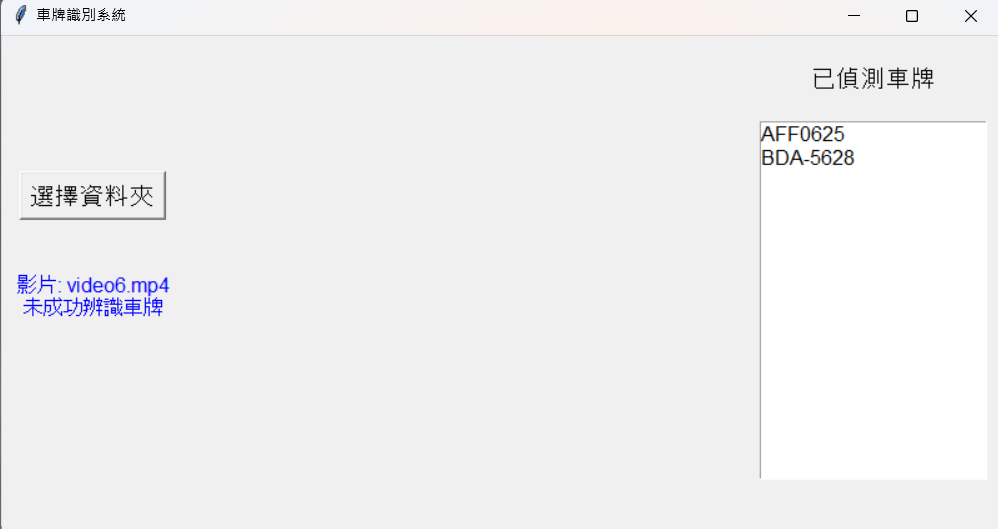 車牌識別系統
已偵測車牌
AFF0625
BDA-5628
選擇資料夾
影片: video6.mp4
未成功辨識車牌